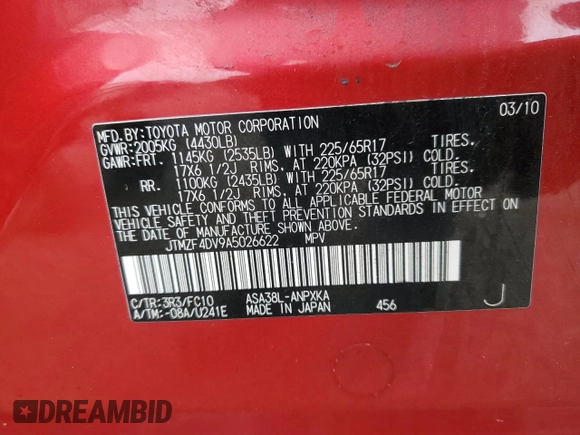 03/10
MFD.BY:TOYOTA MOTOR CORPORATION
GVWR:2005KG (4430LB)
GAWR:FRT. 1145KG (2535LB) WITH 225/65R17 TIRES,
17X6 1/2J RIMS, AT 220KPA (32PSI) COLD.
RR. 1100KG (2435LB) WITH 225/65R17 TIRES,
17X6 1/2J RIMS, AT 220KPA (32PSI) COLD.
THIS VEHICLE CONFORMS TO ALL APPLICABLE FEDERAL MOTOR
VEHICLE SAFETY AND THEFT PREVENTION STANDARDS IN EFFECT ON
THE DATE OF MANUFACTURE SHOWN ABOVE.
JTMZF4DV9A5026622 MPV
C/TR:3R3/FC10 ASA38L-ANPXKA
A/TM:-08A/U241E MADE IN JAPAN 456 J
DREAMBID